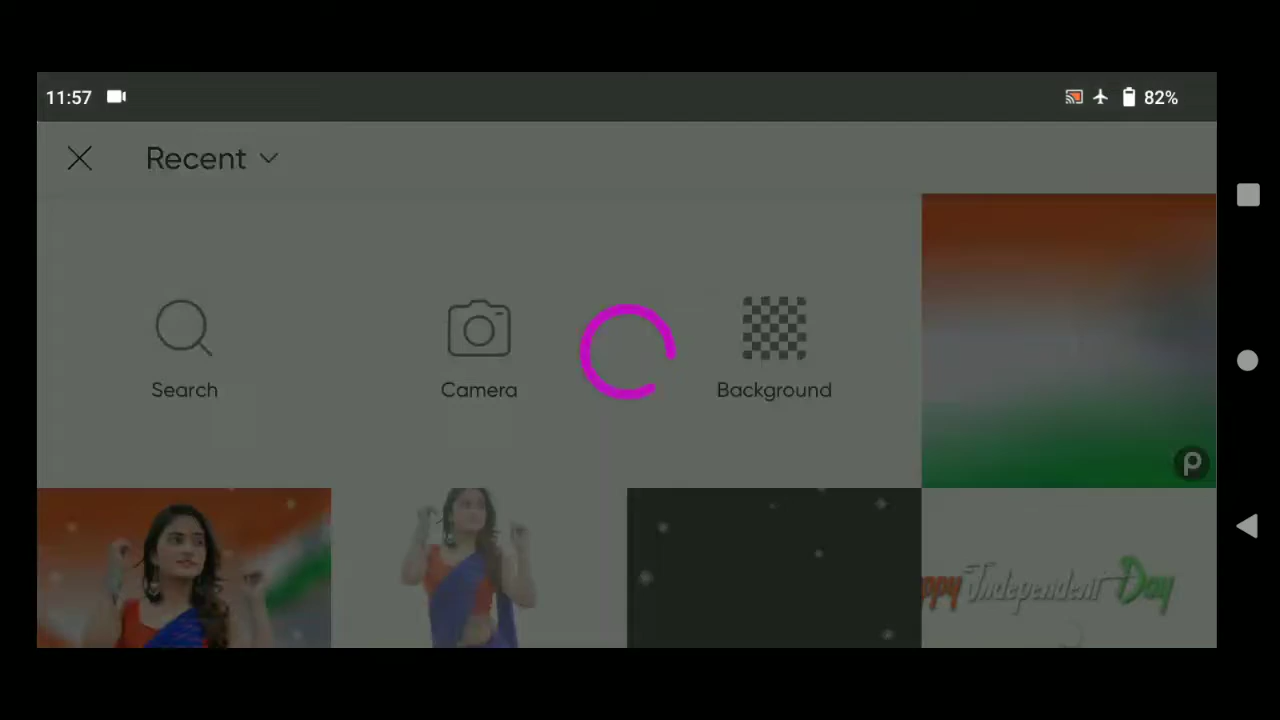 11:57
82%
Recent
Search
Camera
Background
ppy Independent Day